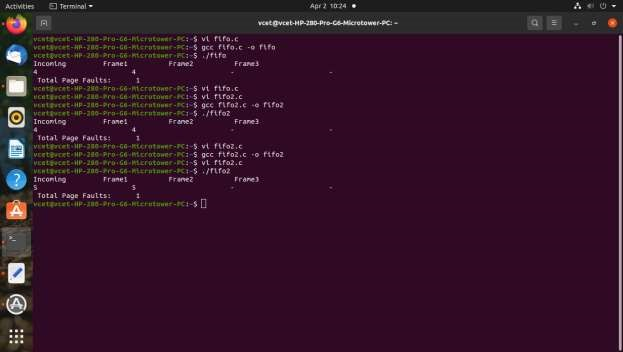 Activities Terminal Apr 2 10:24
vcet@vcet-HP-280-Pro-G6-Microtower-PC: ~
vcet@vcet-HP-280-Pro-G6-Microtower-PC:~$ vi fifo.c
vcet@vcet-HP-280-Pro-G6-Microtower-PC:~$ gcc fifo.c -o fifo
vcet@vcet-HP-280-Pro-G6-Microtower-PC:~$ ./fifo
Incoming Frame1 Frame2 Frame3
4 4 - -
Total Page Faults: 1
vcet@vcet-HP-280-Pro-G6-Microtower-PC:~$ vi fifo.c
vcet@vcet-HP-280-Pro-G6-Microtower-PC:~$ vi fifo2.c
vcet@vcet-HP-280-Pro-G6-Microtower-PC:~$ gcc fifo2.c -o fifo2
vcet@vcet-HP-280-Pro-G6-Microtower-PC:~$ ./fifo2
Incoming Frame1 Frame2 Frame3
4 4 - -
Total Page Faults: 1
vcet@vcet-HP-280-Pro-G6-Microtower-PC:~$ vi fifo2.c
vcet@vcet-HP-280-Pro-G6-Microtower-PC:~$ gcc fifo2.c -o fifo2
vcet@vcet-HP-280-Pro-G6-Microtower-PC:~$ vi fifo2.c
vcet@vcet-HP-280-Pro-G6-Microtower-PC:~$ ./fifo2
Incoming Frame1 Frame2 Frame3
5 5 - -
Total Page Faults: 1
vcet@vcet-HP-280-Pro-G6-Microtower-PC:~$